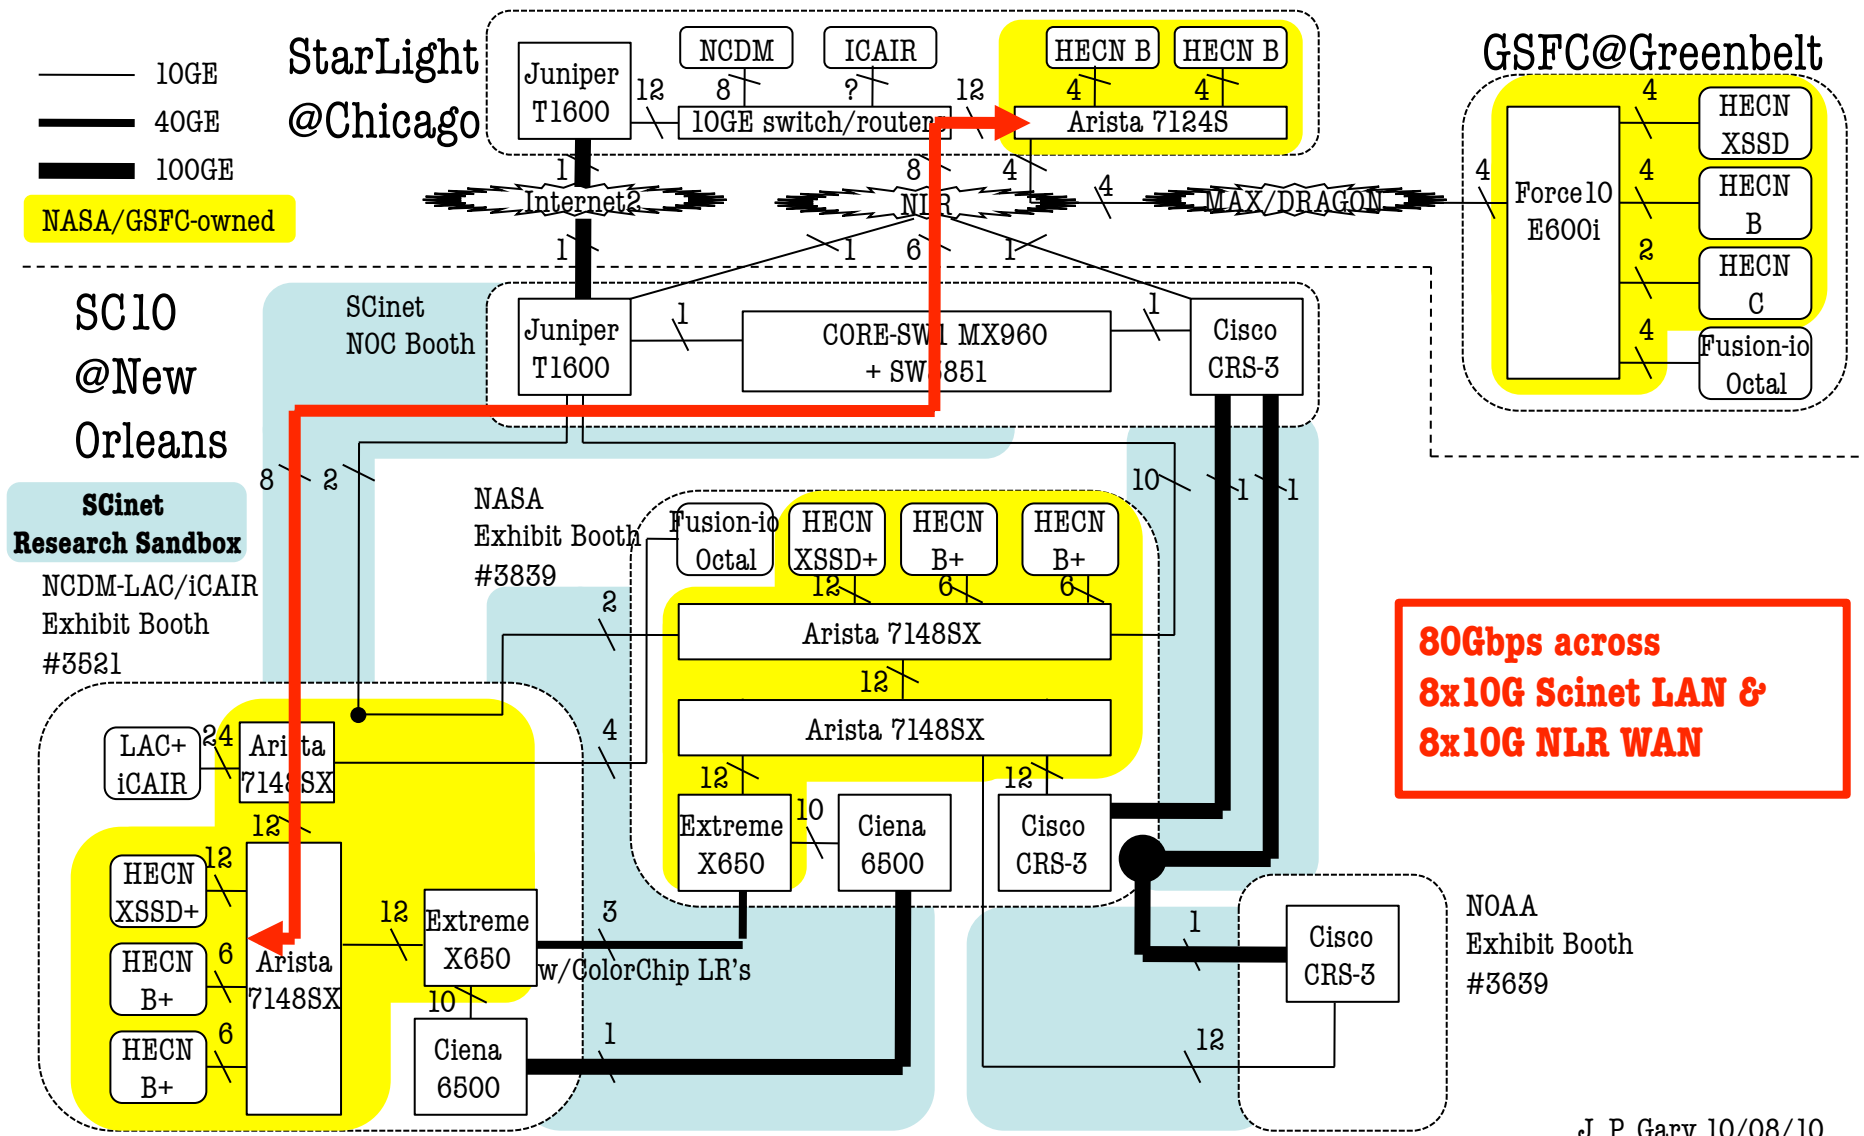 StarLight
@Chicago
10GE
40GE
100GE
NASA/GSFC-owned
Juniper
T1600
NCDM
ICAIR
HECN B
HECN B
12
8
?
12
4
4
10GE switch/routers
Arista 7124S
1
8
4
Internet2
NLR
4
MAX/DRAGON
4
1
1
6
1
GSFC@Greenbelt
Force10
E600i
4
HECN
XSSD
4
HECN
B
2
HECN
C
4
Fusion-io
Octal
SC10
@New
Orleans
SCinet
NOC Booth
Juniper
T1600
1
CORE-SW1 MX960
+ SW5851
1
Cisco
CRS-3
8
2
10
1
1
SCinet
Research Sandbox
NCDM-LAC/iCAIR
Exhibit Booth
#3521
NASA
Exhibit Booth
#3839
Fusion-io
Octal
HECN
XSSD+
HECN
B+
HECN
B+
12
6
6
2
Arista 7148SX
12
4
Arista 7148SX
12
12
Extreme
X650
10
Ciena
6500
Cisco
CRS-3
80Gbps across
8x10G Scinet LAN &
8x10G NLR WAN
LAC+
iCAIR
24
Arista
7148SX
12
HECN
XSSD+
12
HECN
B+
6
HECN
B+
6
Arista
7148SX
12
Extreme
X650
3
w/ColorChip LR's
10
Ciena
6500
1
1
12
Cisco
CRS-3
NOAA
Exhibit Booth
#3639
J. P. Gary 10/08/10